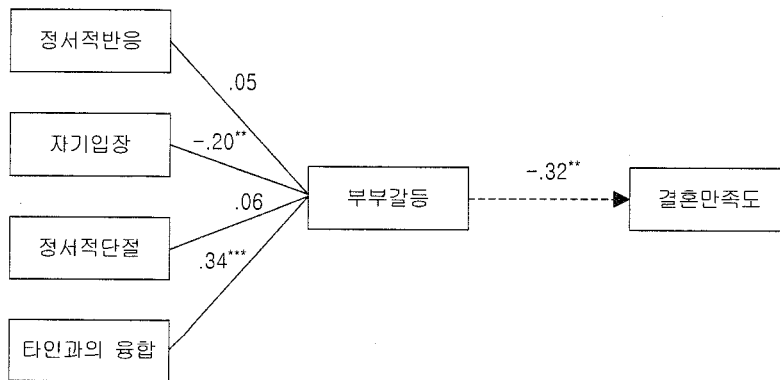 정서적반응
.05
자기입장
-.20**
부부갈등
-.32**
결혼만족도
.06
정서적단절
.34***
타인과의 융합